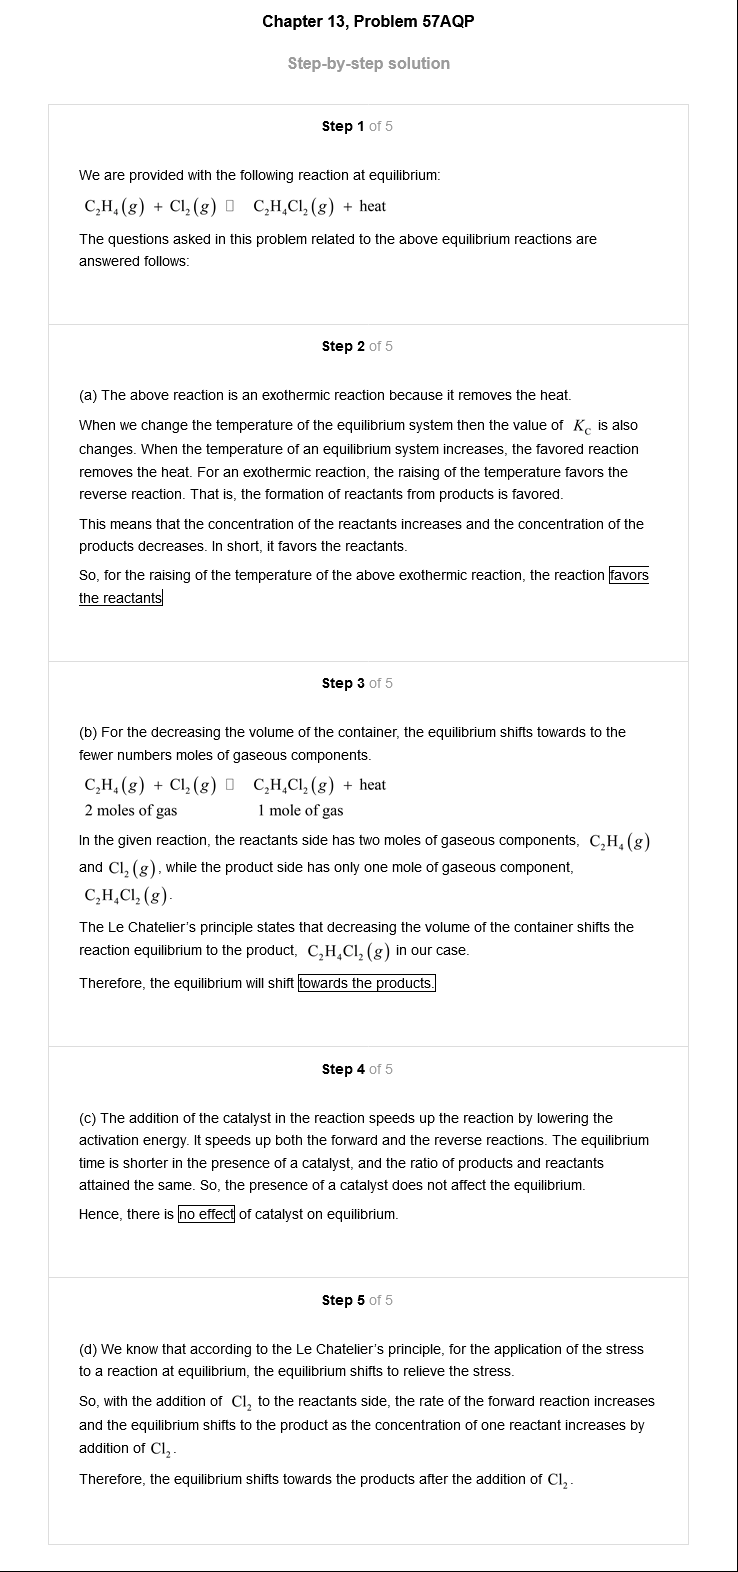 Chapter 13, Problem 57AQP
Step-by-step solution
Step 1 of 5
We are provided with the following reaction at equilibrium:
C₂H₄(g) + Cl₂(g) ▯ C₂H₄Cl₂(g) + heat
The questions asked in this problem related to the above equilibrium reactions are
answered follows:
Step 2 of 5
(a) The above reaction is an exothermic reaction because it removes the heat.
When we change the temperature of the equilibrium system then the value of K_C is also
changes. When the temperature of an equilibrium system increases, the favored reaction
removes the heat. For an exothermic reaction, the raising of the temperature favors the
reverse reaction. That is, the formation of reactants from products is favored.
This means that the concentration of the reactants increases and the concentration of the
products decreases. In short, it favors the reactants.
So, for the raising of the temperature of the above exothermic reaction, the reaction favors
the reactants
Step 3 of 5
(b) For the decreasing the volume of the container, the equilibrium shifts towards to the
fewer numbers moles of gaseous components.
C₂H₄(g) + Cl₂(g) ▯ C₂H₄Cl₂(g) + heat
2 moles of gas 1 mole of gas
In the given reaction, the reactants side has two moles of gaseous components, C₂H₄(g)
and Cl₂(g), while the product side has only one mole of gaseous component,
C₂H₄Cl₂(g).
The Le Chatelier's principle states that decreasing the volume of the container shifts the
reaction equilibrium to the product, C₂H₄Cl₂(g) in our case.
Therefore, the equilibrium will shift towards the products.
Step 4 of 5
(c) The addition of the catalyst in the reaction speeds up the reaction by lowering the
activation energy. It speeds up both the forward and the reverse reactions. The equilibrium
time is shorter in the presence of a catalyst, and the ratio of products and reactants
attained the same. So, the presence of a catalyst does not affect the equilibrium.
Hence, there is no effect of catalyst on equilibrium.
Step 5 of 5
(d) We know that according to the Le Chatelier's principle, for the application of the stress
to a reaction at equilibrium, the equilibrium shifts to relieve the stress.
So, with the addition of Cl₂ to the reactants side, the rate of the forward reaction increases
and the equilibrium shifts to the product as the concentration of one reactant increases by
addition of Cl₂.
Therefore, the equilibrium shifts towards the products after the addition of Cl₂.